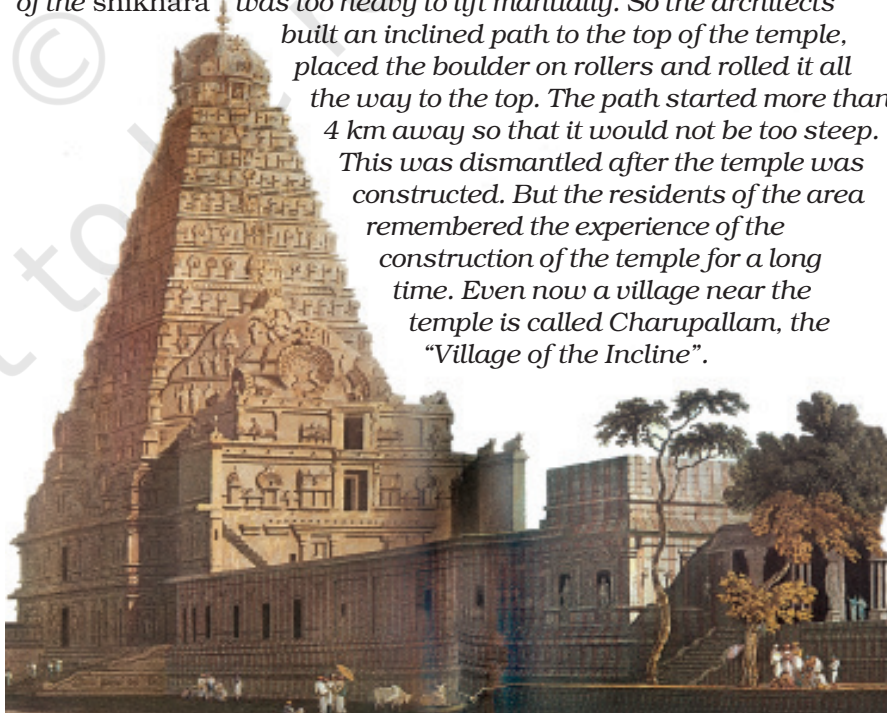 of the shikhara was too heavy to lift manually. So the architects
built an inclined path to the top of the temple,
placed the boulder on rollers and rolled it all
the way to the top. The path started more than
4 km away so that it would not be too steep.
This was dismantled after the temple was
constructed. But the residents of the area
remembered the experience of the
construction of the temple for a long
time. Even now a village near the
temple is called Charupallam, the
“Village of the Incline”.
©
to